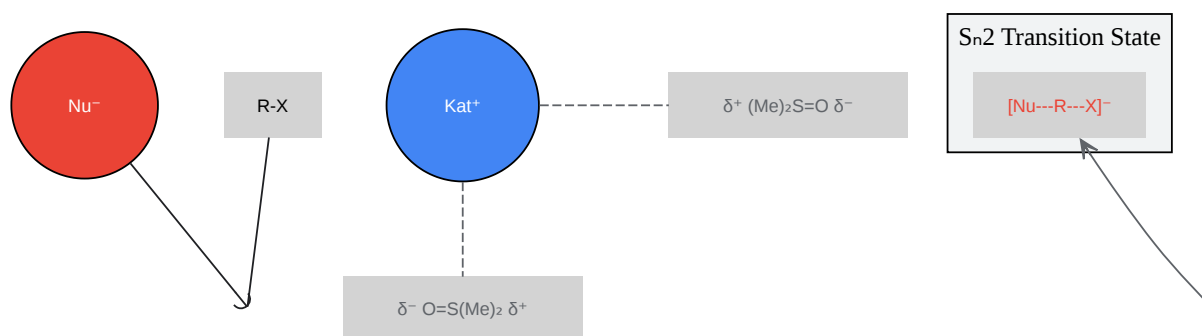 Nu⁻
R-X
Kat⁺
δ⁺ (Me)₂S=O δ⁻
Sₙ2 Transition State
[Nu---R---X]⁻
δ⁻ O=S(Me)₂ δ⁺